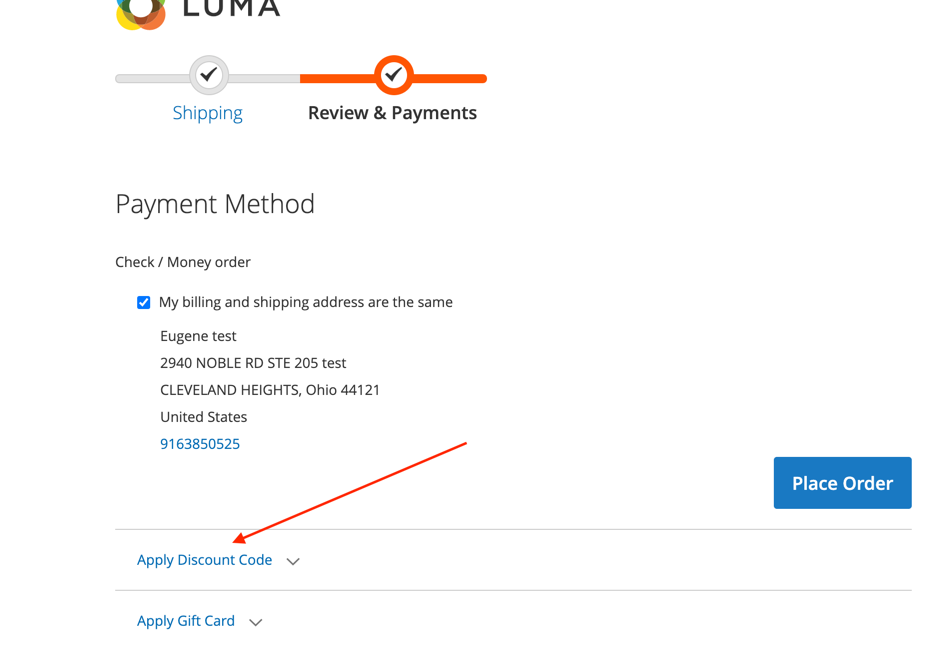 LUMA
Shipping
Review & Payments
Payment Method
Check / Money order
My billing and shipping address are the same
Eugene test
2940 NOBLE RD STE 205 test
CLEVELAND HEIGHTS, Ohio 44121
United States
9163850525
Place Order
Apply Discount Code
Apply Gift Card